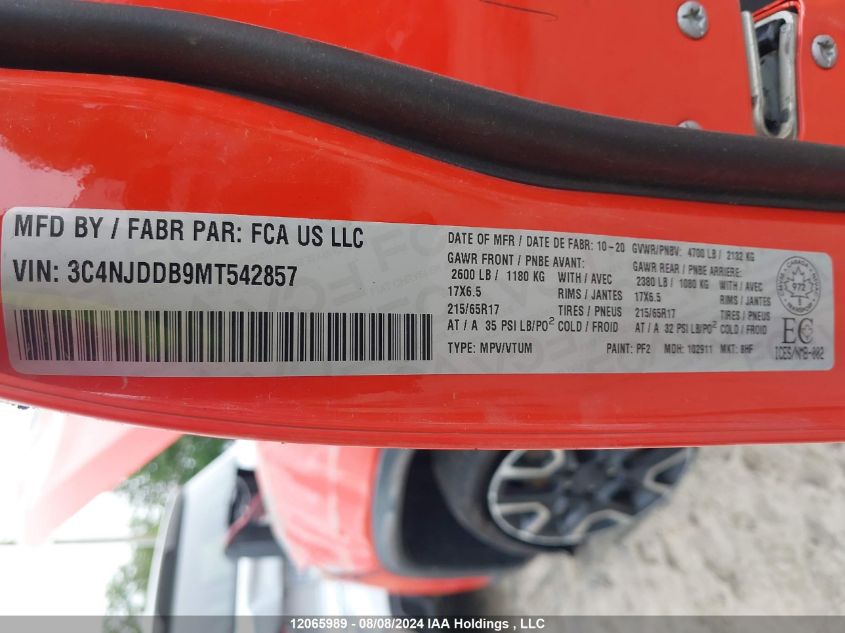 MFD BY / FABR PAR: FCA US LLC
VIN: 3C4NJDDB9MT542857
DATE OF MFR / DATE DE FABR: 10-20 GVWR/PNBV: 4700 LB / 2132 KG
GAWR FRONT / PNBE AVANT: GAWR REAR / PNBE ARRIERE:
2600 LB / 1180 KG WITH / AVEC 2380 LB / 1080 KG WITH / AVEC
17X6.5 RIMS / JANTES 17X6.5 RIMS / JANTES
215/65R17 TIRES / PNEUS 215/65R17 TIRES / PNEUS
AT / A 35 PSI LB/PO² COLD / FROID AT / A 32 PSI LB/PO² COLD / FROID
TYPE: MPV/VTUM PAINT: PF2 MDH: 102911 MKT: 8HF
CANADA
972
TRANSPORT
EC
ICES/NMB-002
12065989 - 08/08/2024 IAA Holdings , LLC